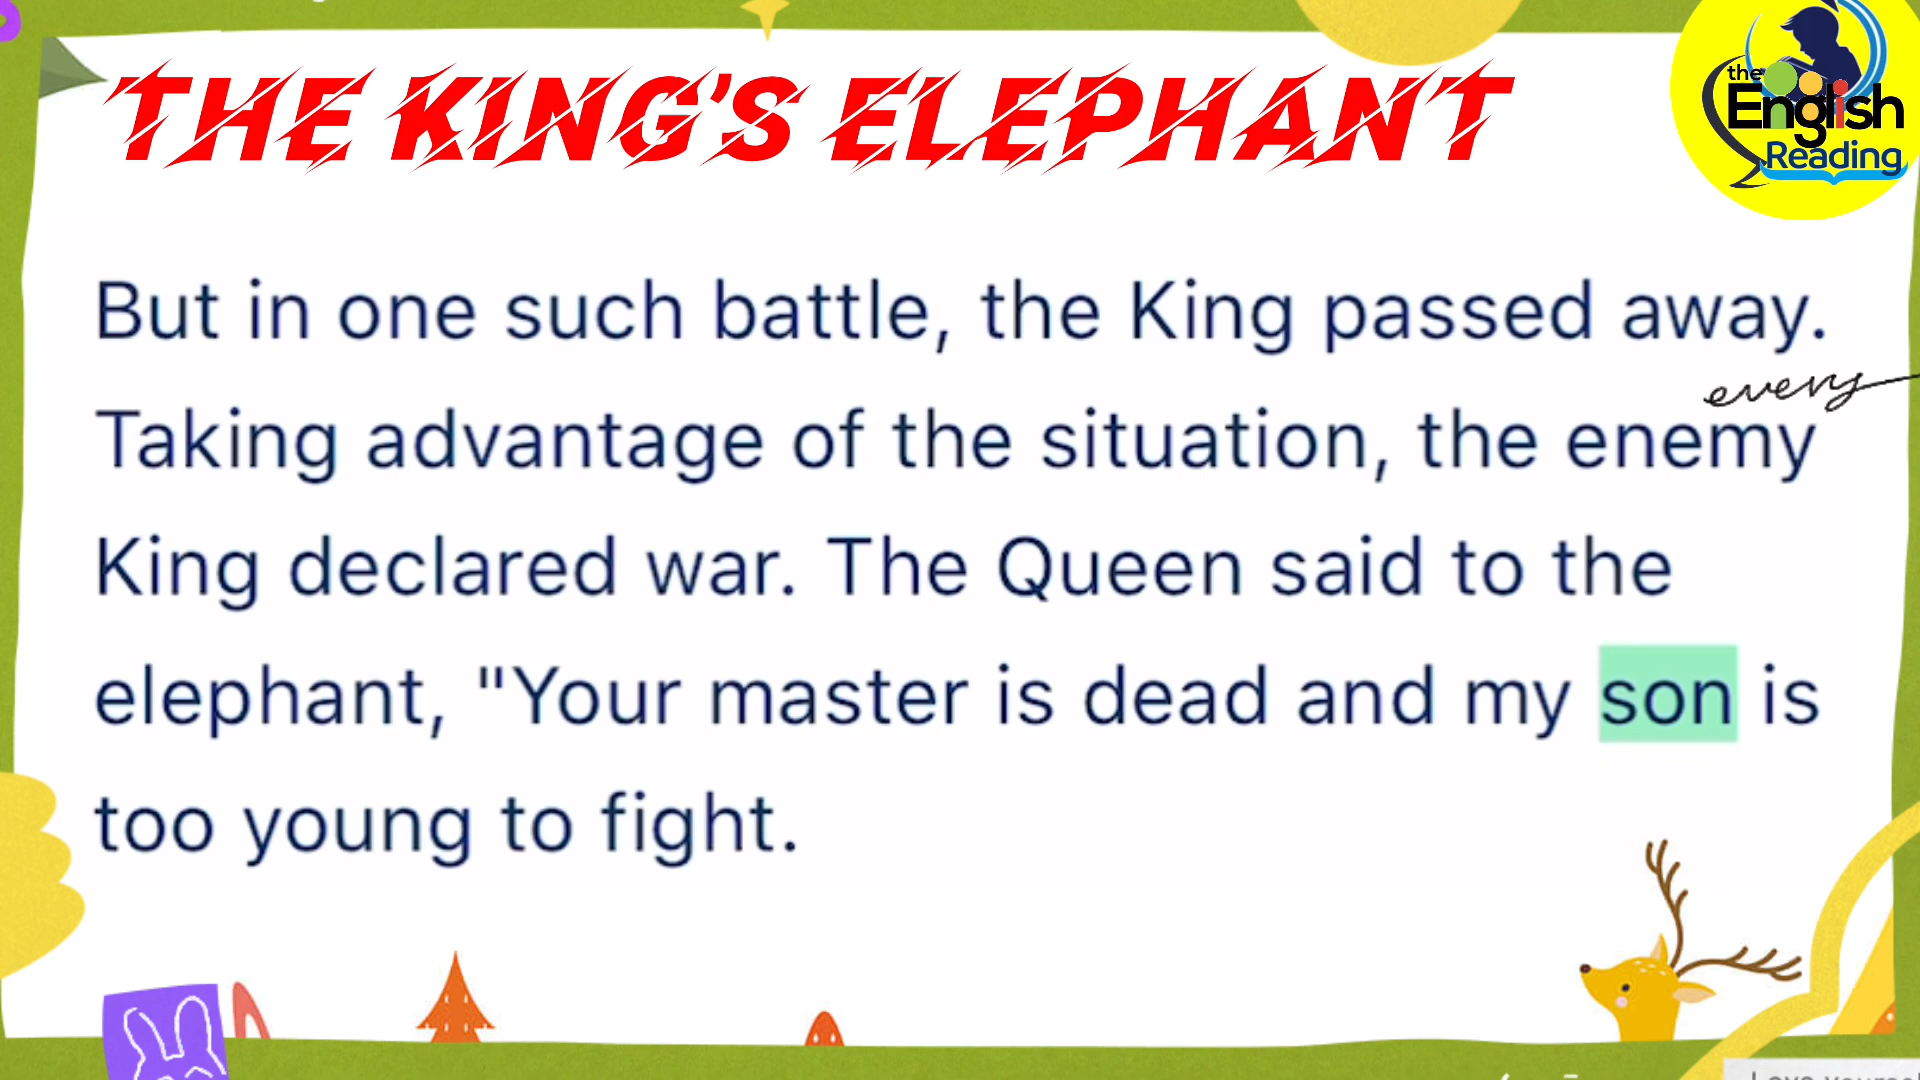 THE KING'S ELEPHANT
the
English
Reading
But in one such battle, the King passed away.
every
Taking advantage of the situation, the enemy
King declared war. The Queen said to the
elephant, "Your master is dead and my son is
too young to fight.